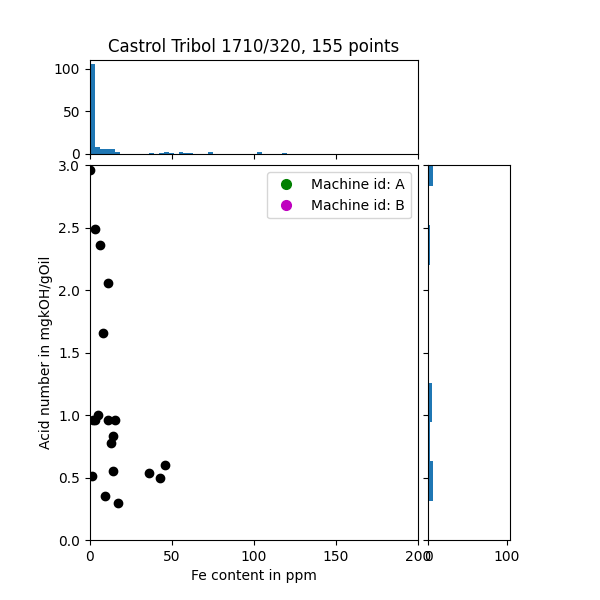 Castrol Tribol 1710/320, 155 points
100
50
0
3.0
2.5
2.0
1.5
1.0
0.5
0.0
Acid number in mgkOH/gOil
Machine id: A
Machine id: B
0 50 100 150 200
0 100
Fe content in ppm